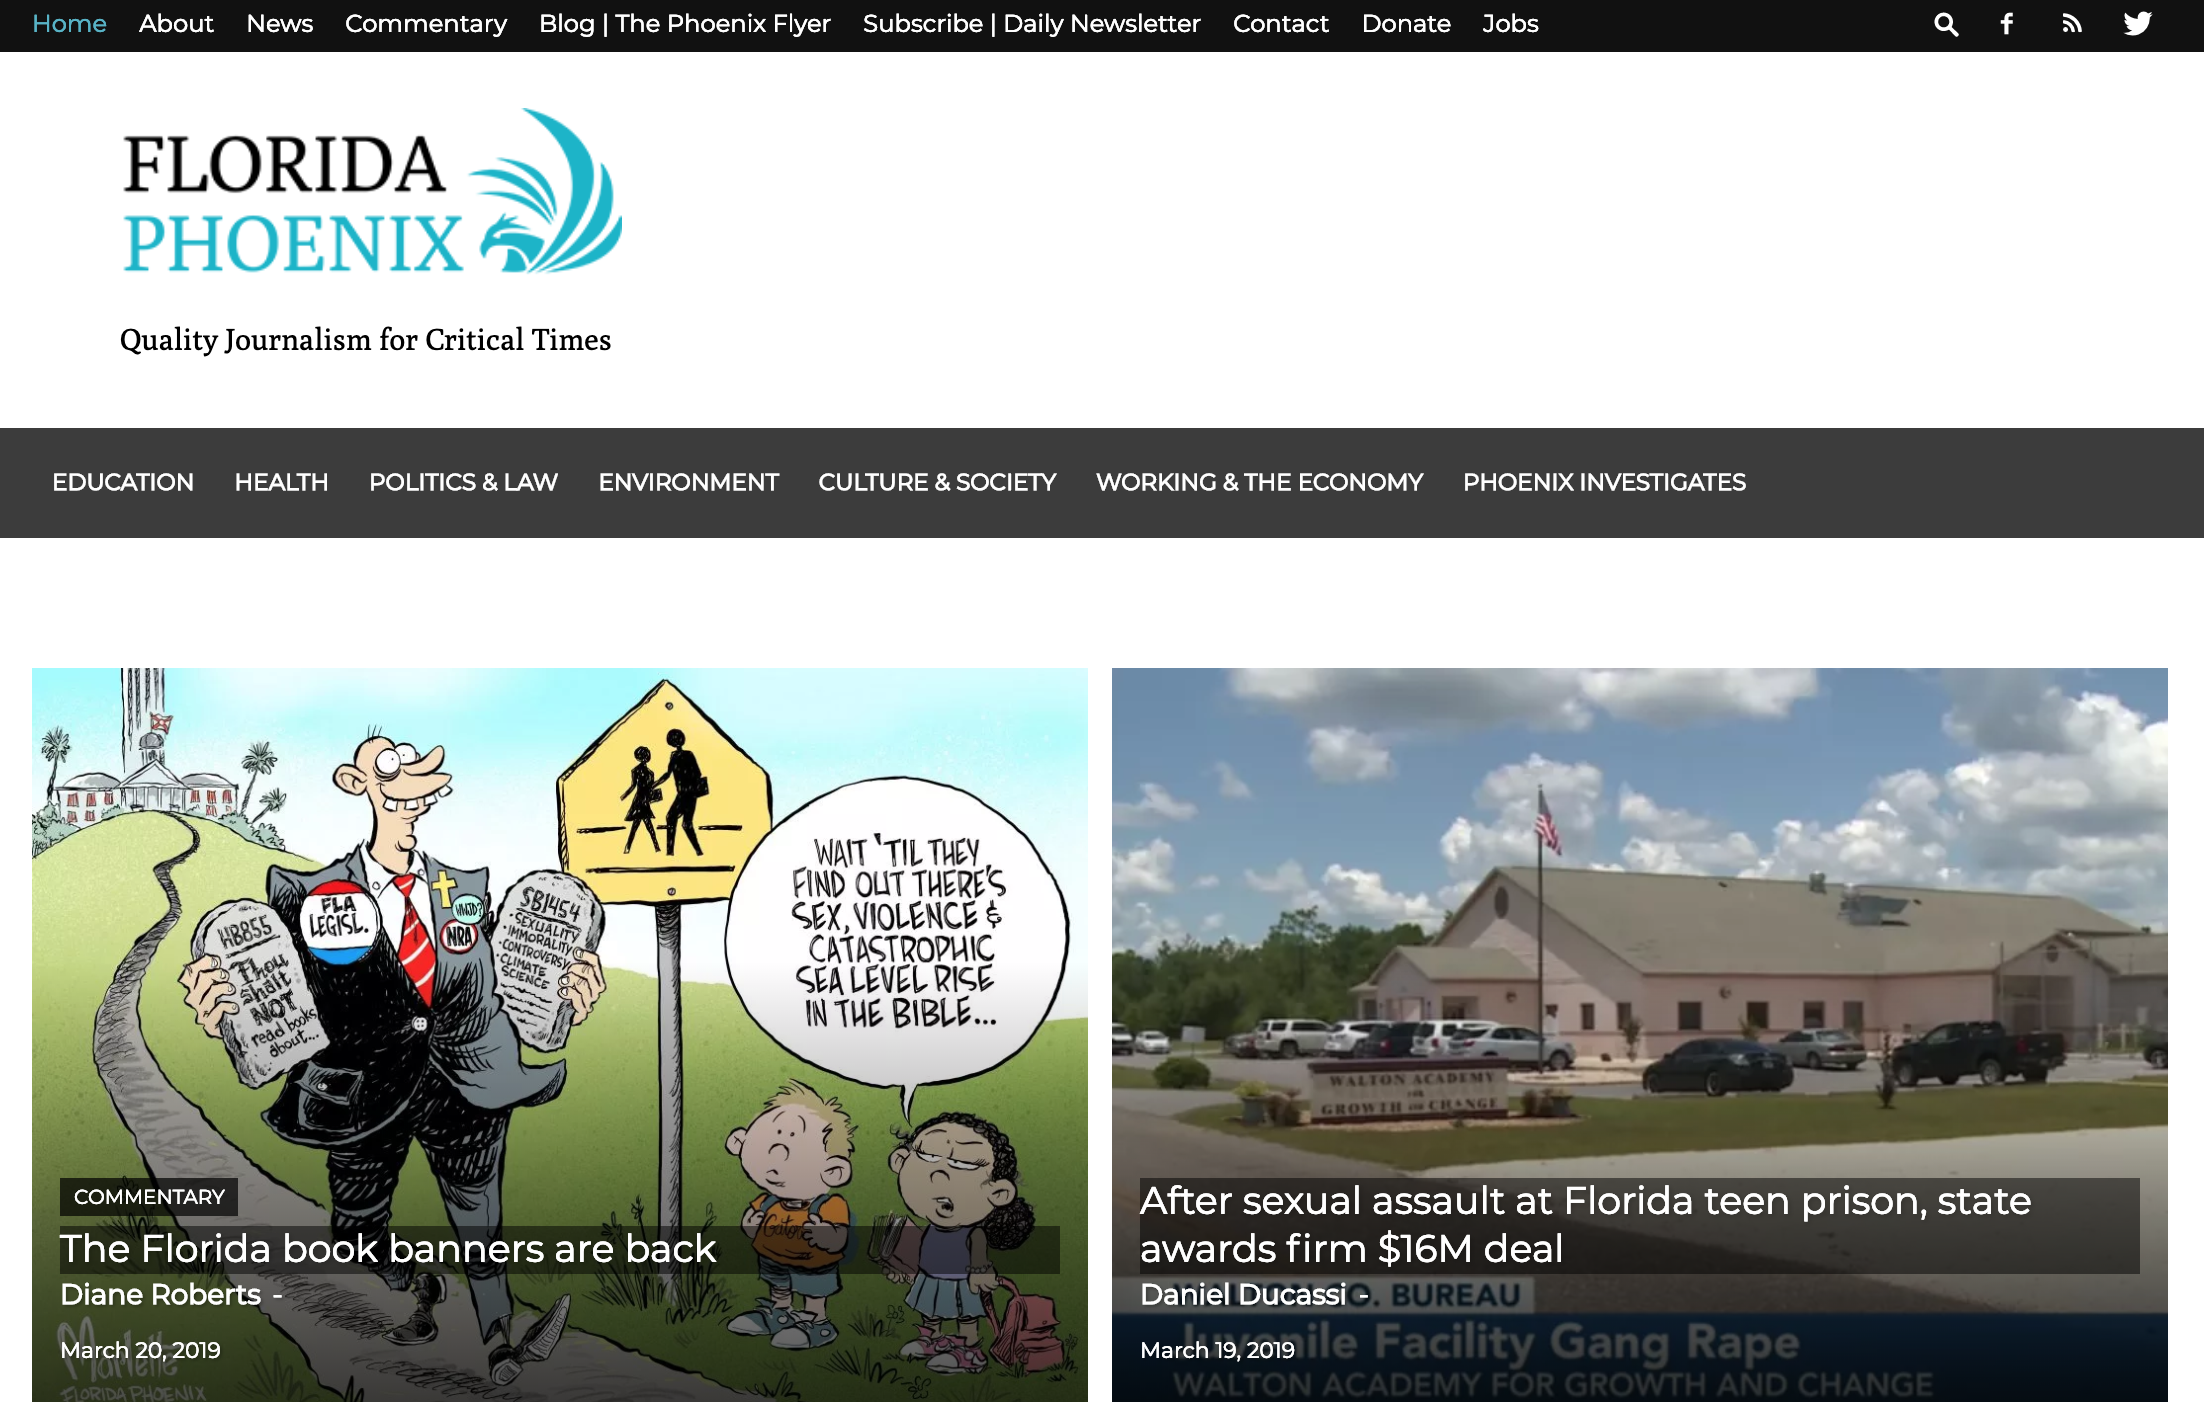 Home About News Commentary Blog | The Phoenix Flyer Subscribe | Daily Newsletter Contact Donate Jobs
FLORIDA
PHOENIX
Quality Journalism for Critical Times
EDUCATION HEALTH POLITICS & LAW ENVIRONMENT CULTURE & SOCIETY WORKING & THE ECONOMY PHOENIX INVESTIGATES
HB855
Thou
shalt
NOT
read books
about...
FLA
LEGISL.
WWJD?
NRA
SB1454
•SEXUALITY
•IMMORALITY
•CONTROVERSY
•CLIMATE
SCIENCE
WAIT 'TIL THEY
FIND OUT THERE'S
SEX, VIOLENCE &
CATASTROPHIC
SEA LEVEL RISE
IN THE BIBLE...
Gator
COMMENTARY
The Florida book banners are back
Diane Roberts -
March 20, 2019
Marlette
FLORIDA PHOENIX
WALTON ACADEMY
FOR
GROWTH AND CHANGE
After sexual assault at Florida teen prison, state
awards firm $16M deal
Daniel Ducassi -
WALTON CO. BUREAU
March 19, 2019
Juvenile Facility Gang Rape
WALTON ACADEMY FOR GROWTH AND CHANGE